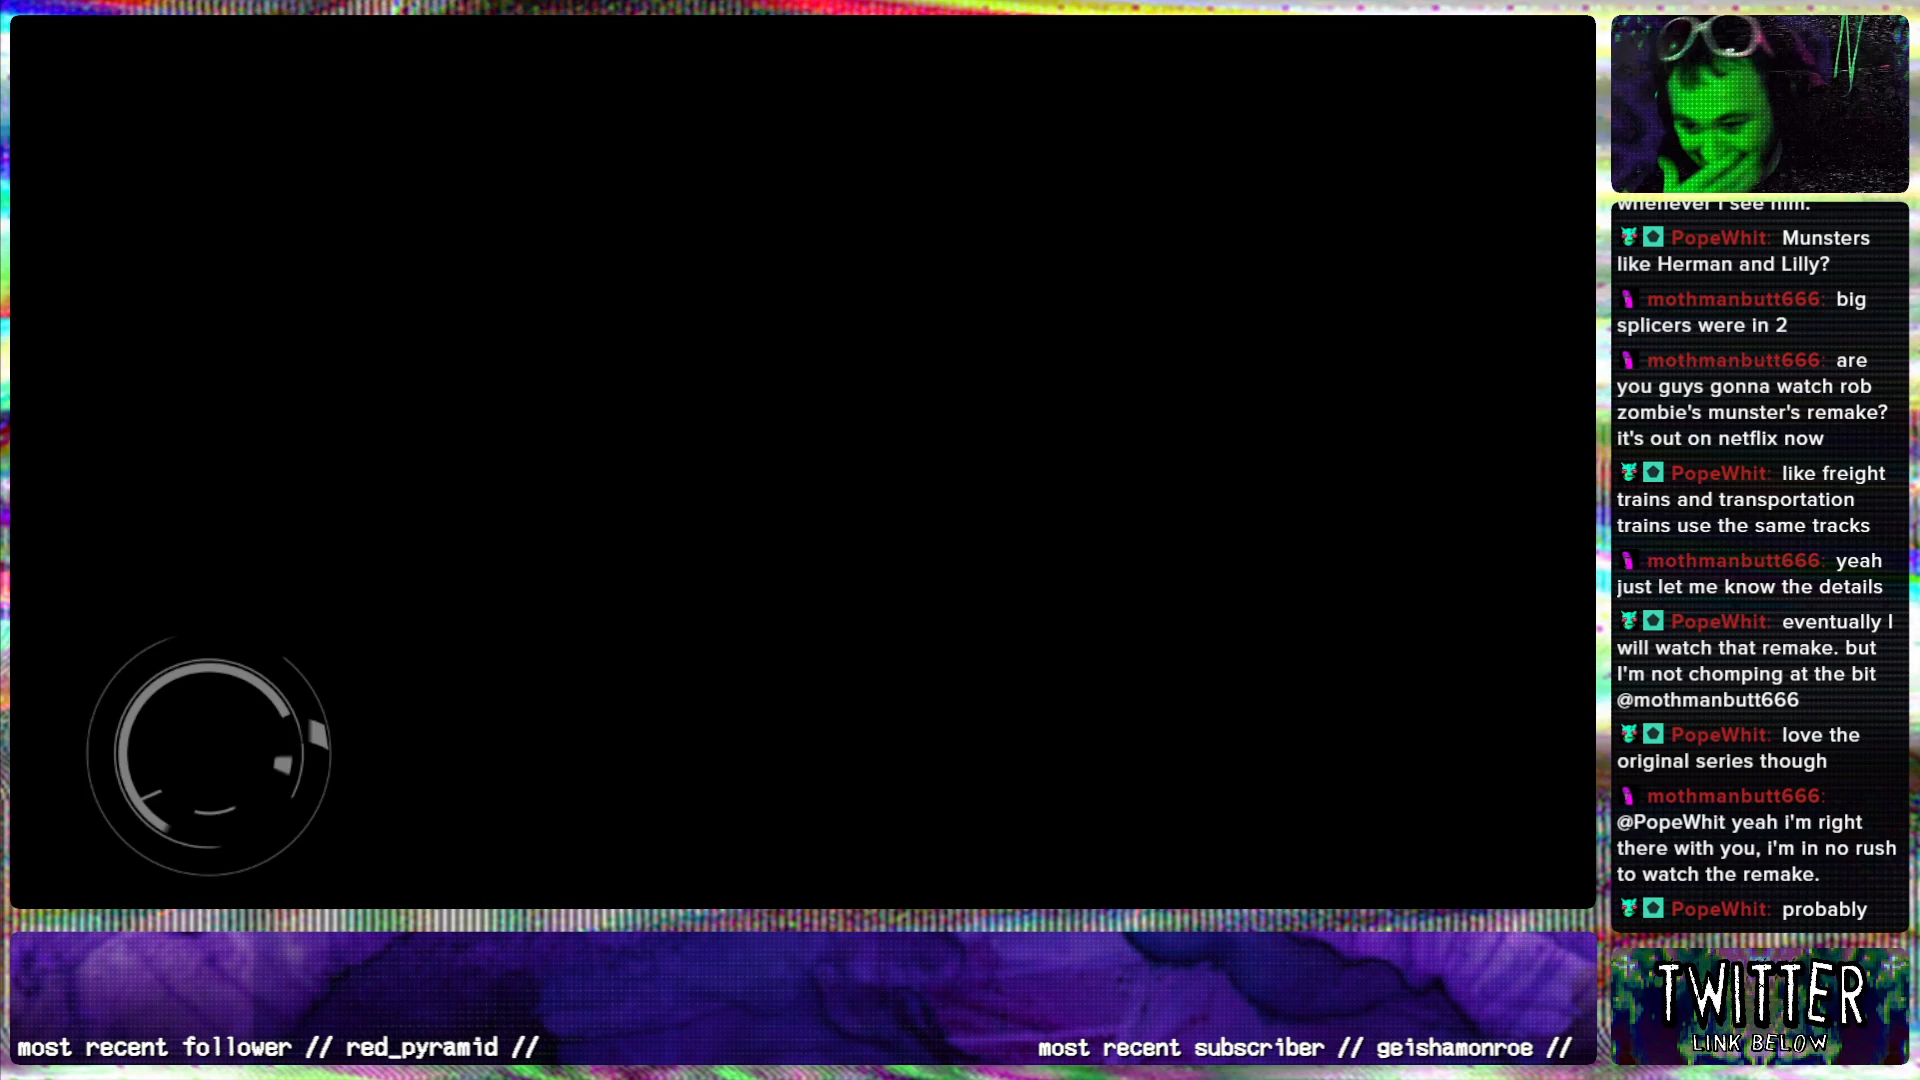 whenever I see him.
PopeWhit: Munsters
like Herman and Lilly?
mothmanbutt666: big
splicers were in 2
mothmanbutt666: are
you guys gonna watch rob
zombie's munster's remake?
it's out on netflix now
PopeWhit: like freight
trains and transportation
trains use the same tracks
mothmanbutt666: yeah
just let me know the details
PopeWhit: eventually I
will watch that remake. but
I'm not chomping at the bit
@mothmanbutt666
PopeWhit: love the
original series though
mothmanbutt666:
@PopeWhit yeah i'm right
there with you, i'm in no rush
to watch the remake.
PopeWhit: probably
most recent follower // red_pyramid //
most recent subscriber // geishamonroe //
TWITTER
LINK BELOW